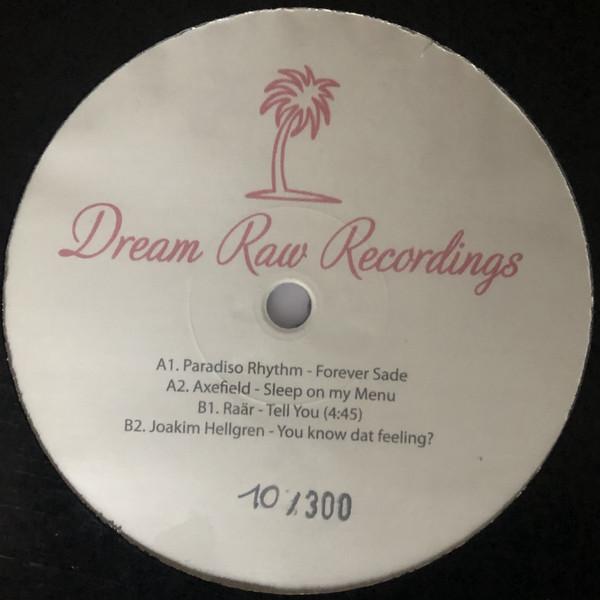 Dream Raw Recordings
A1. Paradiso Rhythm - Forever Sade
A2. Axefield - Sleep on my Menu
B1. Raär - Tell You (4:45)
B2. Joakim Hellgren - You know dat feeling?
10 / 300